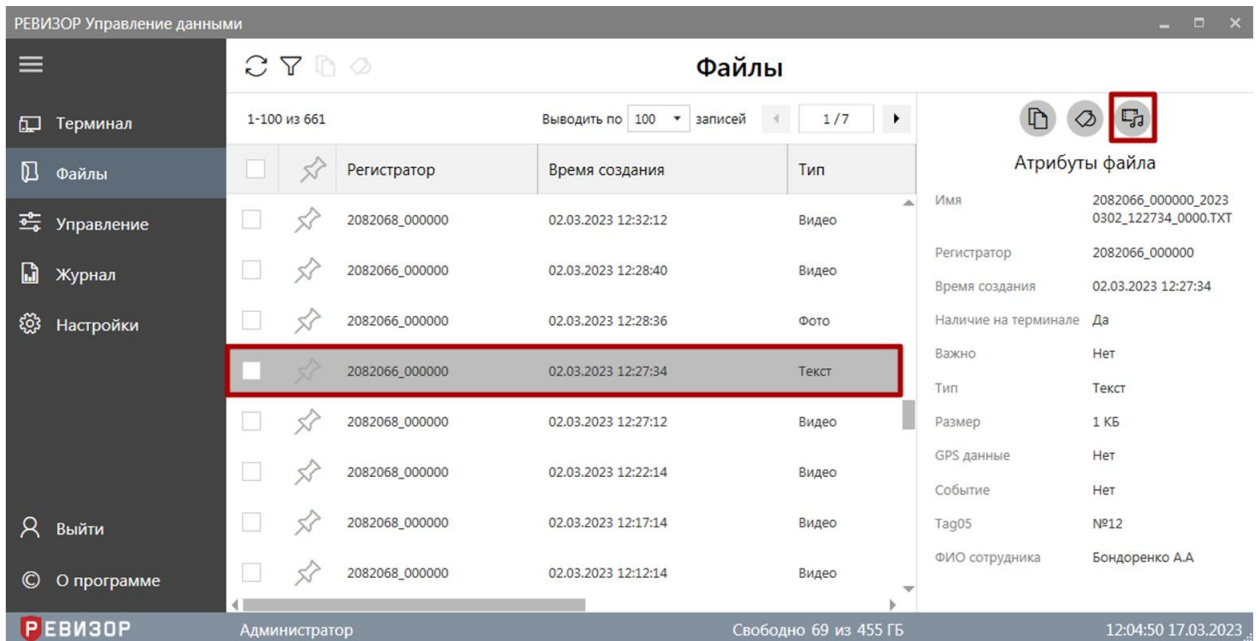 РЕВИЗОР Управление данными
Файлы
Терминал
Файлы
Управление
Журнал
Настройки
Выйти
О программе
1-100 из 661
Выводить по 100 записей
1/7
Регистратор Время создания Тип
2082068_000000 02.03.2023 12:32:12 Видео
2082066_000000 02.03.2023 12:28:40 Видео
2082066_000000 02.03.2023 12:28:36 Фото
2082066_000000 02.03.2023 12:27:34 Текст
2082068_000000 02.03.2023 12:27:12 Видео
2082068_000000 02.03.2023 12:22:14 Видео
2082068_000000 02.03.2023 12:17:14 Видео
2082068_000000 02.03.2023 12:12:14 Видео
Атрибуты файла
Имя 2082066_000000_2023
0302_122734_0000.TXT
Регистратор 2082066_000000
Время создания 02.03.2023 12:27:34
Наличие на терминале Да
Важно Нет
Тип Текст
Размер 1 КБ
GPS данные Нет
Событие Нет
Tag05 №12
ФИО сотрудника Бондоренко А.А
РЕВИЗОР Администратор Свободно 69 из 455 ГБ 12:04:50 17.03.2023